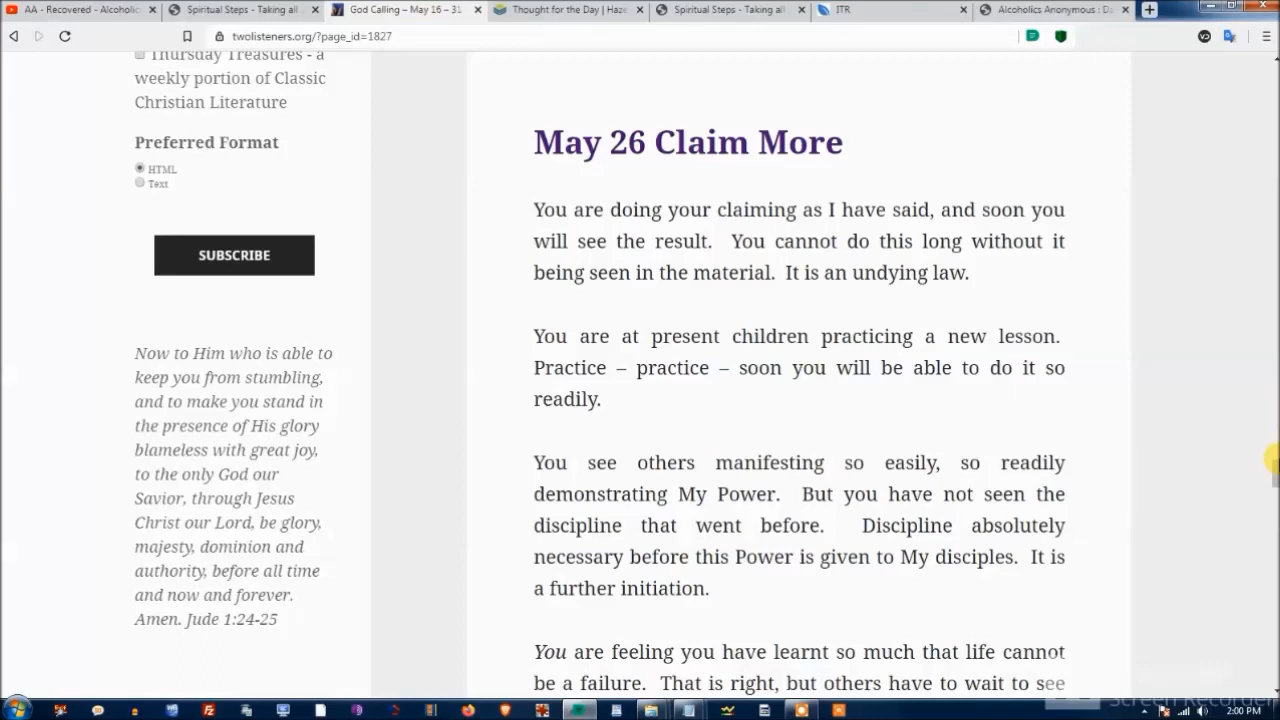 AA - Recovered - Alcoholic
Spiritual Steps - Taking all
God Calling – May 16 – 31
Thought for the Day | Haze
Spiritual Steps - Taking all
ITR
Alcoholics Anonymous : Da
twolisteners.org/?page_id=1827
Thursday Treasures - a
weekly portion of Classic
Christian Literature
Preferred Format
HTML
Text
SUBSCRIBE
Now to Him who is able to
keep you from stumbling,
and to make you stand in
the presence of His glory
blameless with great joy,
to the only God our
Savior, through Jesus
Christ our Lord, be glory,
majesty, dominion and
authority, before all time
and now and forever.
Amen. Jude 1:24-25
May 26 Claim More
You are doing your claiming as I have said, and soon you
will see the result. You cannot do this long without it
being seen in the material. It is an undying law.
You are at present children practicing a new lesson.
Practice – practice – soon you will be able to do it so
readily.
You see others manifesting so easily, so readily
demonstrating My Power. But you have not seen the
discipline that went before. Discipline absolutely
necessary before this Power is given to My disciples. It is
a further initiation.
You are feeling you have learnt so much that life cannot
be a failure. That is right, but others have to wait to see
Screen Recorder
2:00 PM